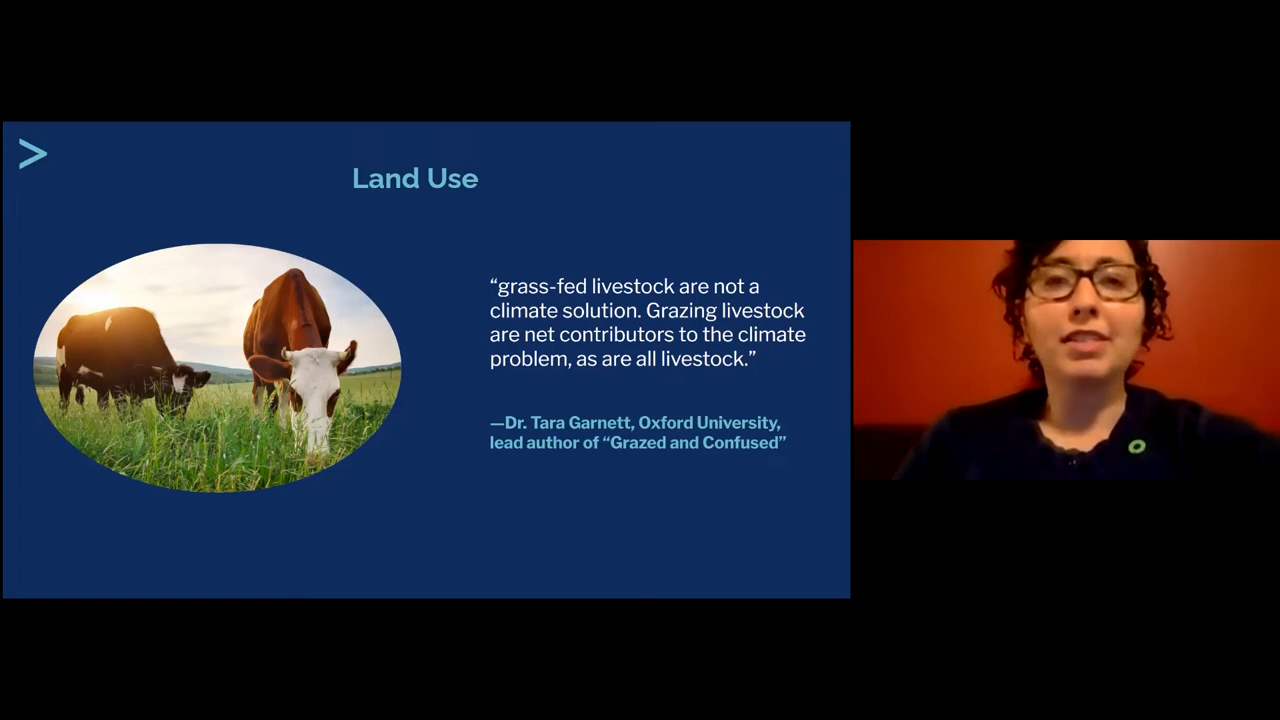 >
Land Use
“grass-fed livestock are not a
climate solution. Grazing livestock
are net contributors to the climate
problem, as are all livestock.”
—Dr. Tara Garnett, Oxford University,
lead author of “Grazed and Confused”